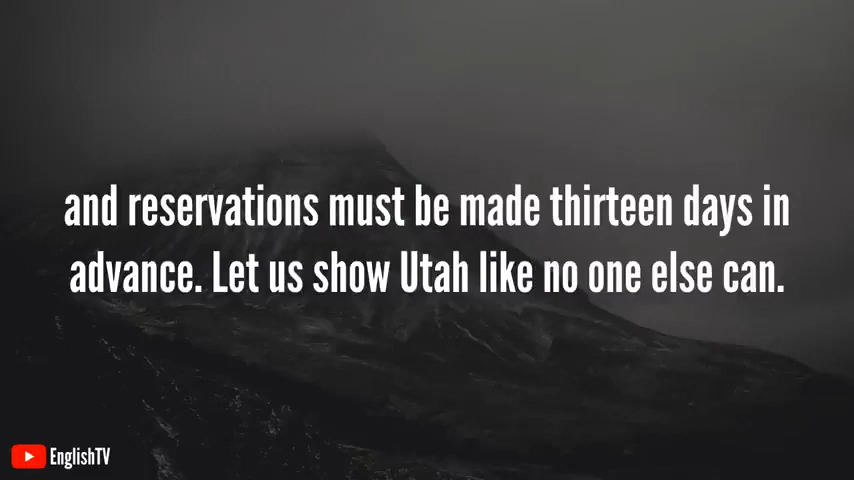 and reservations must be made thirteen days in
advance. Let us show Utah like no one else can.
EnglishTV